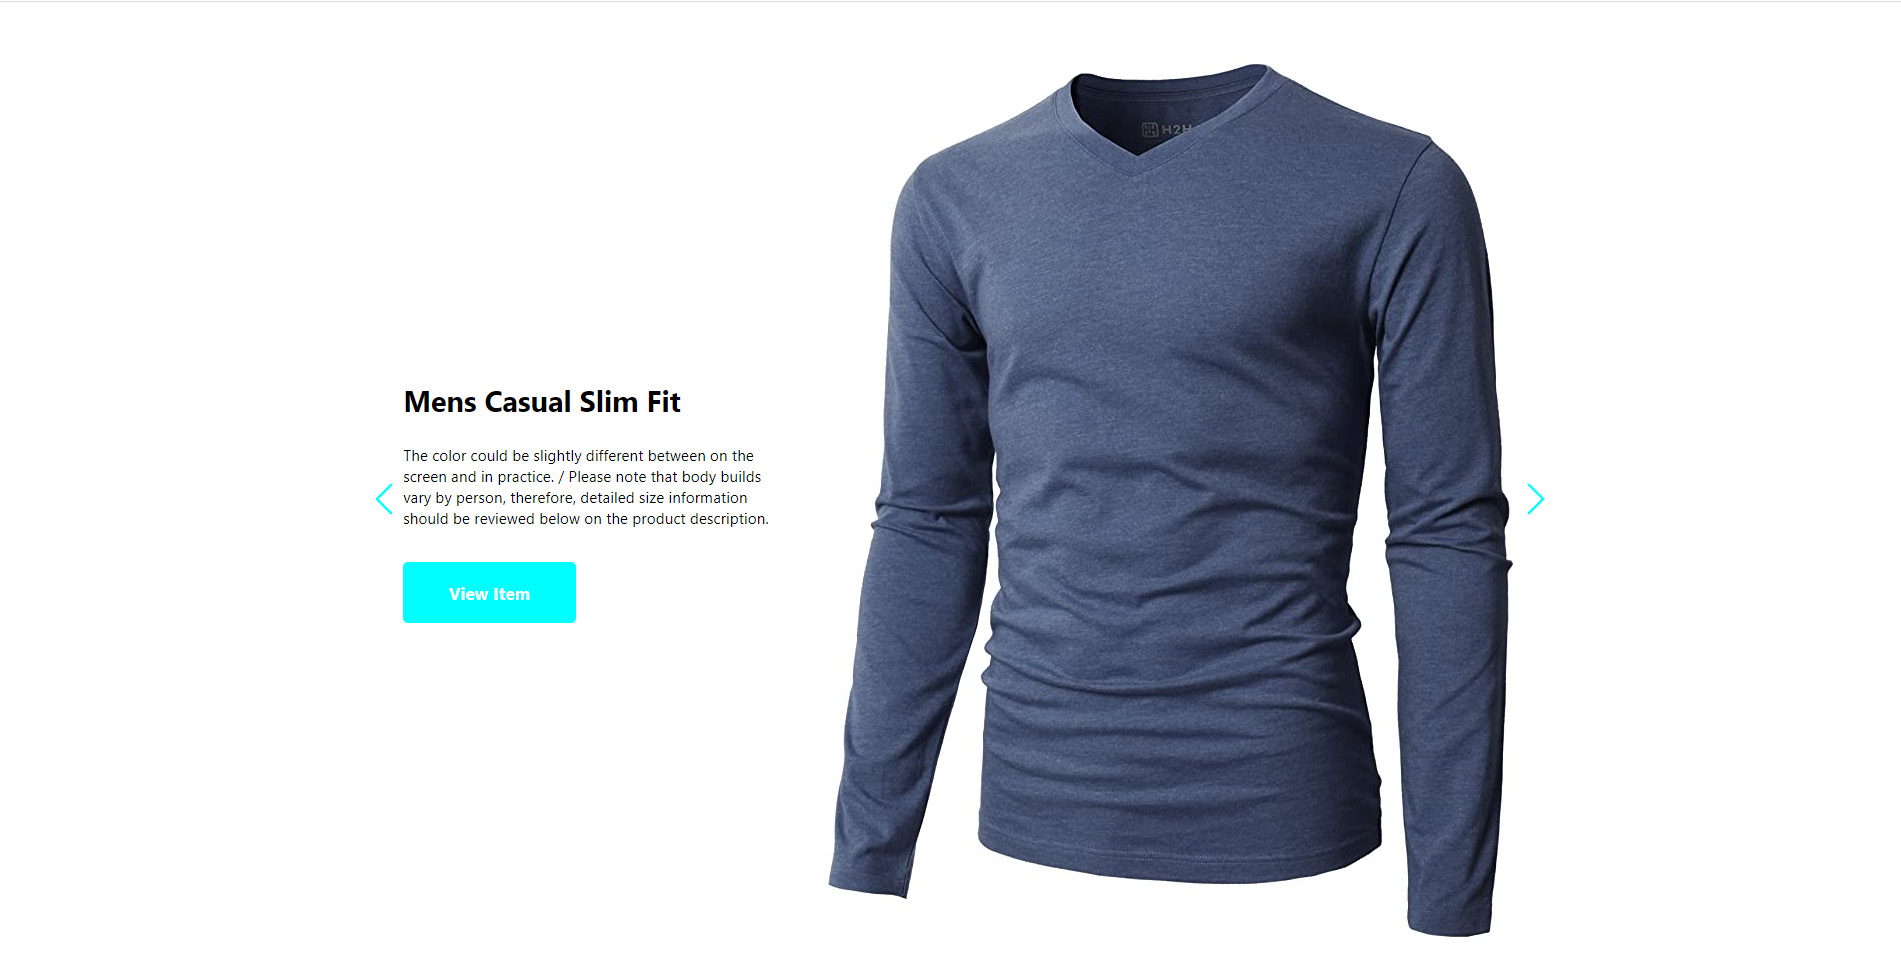 H2H
Mens Casual Slim Fit
The color could be slightly different between on the
screen and in practice. / Please note that body builds
vary by person, therefore, detailed size information
should be reviewed below on the product description.
View Item